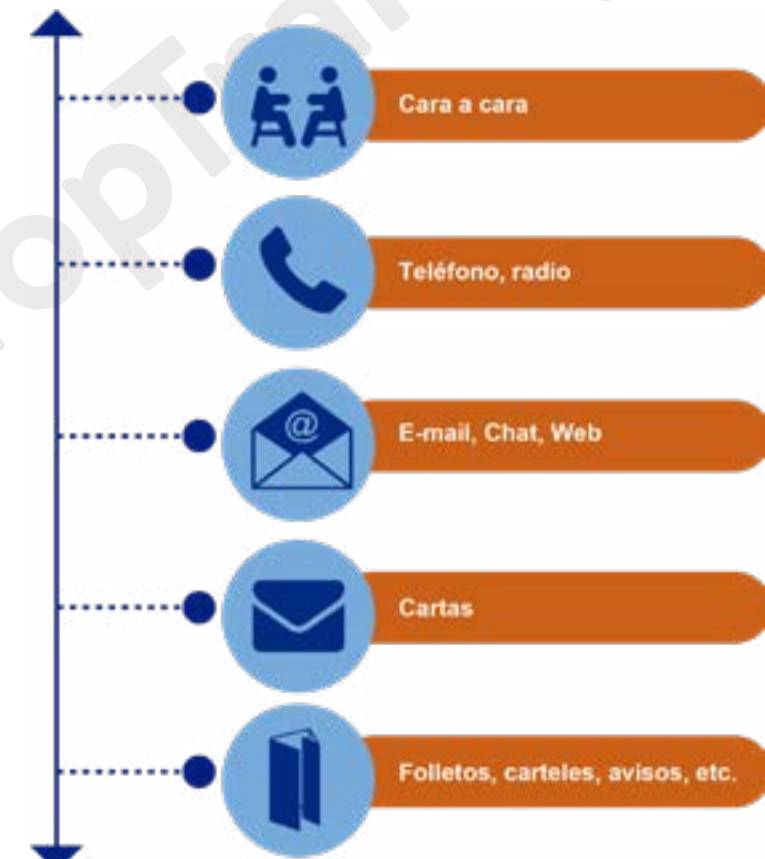 Cara a cara
Teléfono, radio
@
E-mail, Chat, Web
Cartas
Folletos, carteles, avisos, etc.